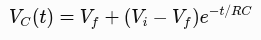 V_C(t) = V_f + (V_i − V_f)e^{−t/RC}